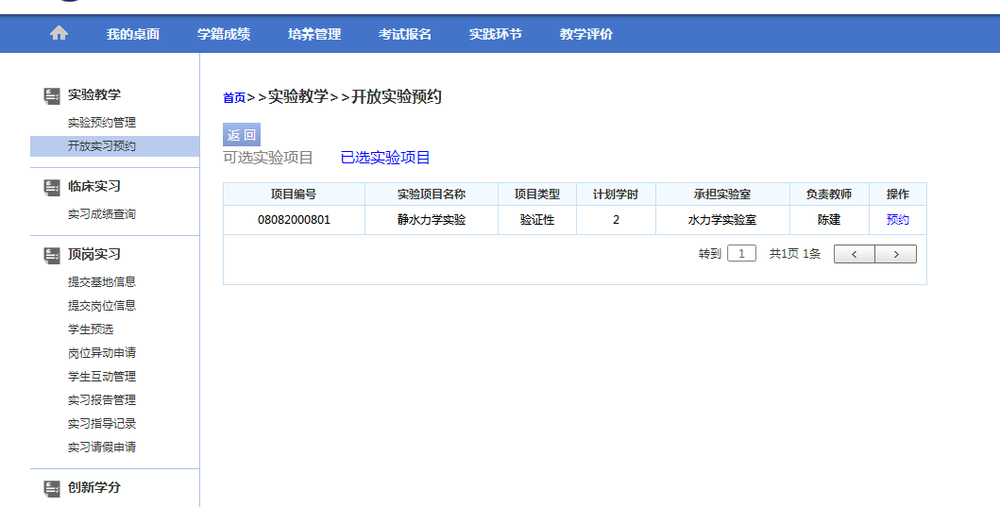 我的桌面 学籍成绩 培养管理 考试报名 实践环节 教学评价
实验教学
实验预约管理
开放实习预约
临床实习
实习成绩查询
顶岗实习
提交基地信息
提交岗位信息
学生预选
岗位异动申请
学生互动管理
实习报告管理
实习指导记录
实习请假申请
创新学分
首页>>实验教学>>开放实验预约
返回
可选实验项目 已选实验项目
项目编号 实验项目名称 项目类型 计划学时 承担实验室 负责教师 操作
08082000801 静水力学实验 验证性 2 水力学实验室 陈建 预约
转到 1 共1页 1条 < >